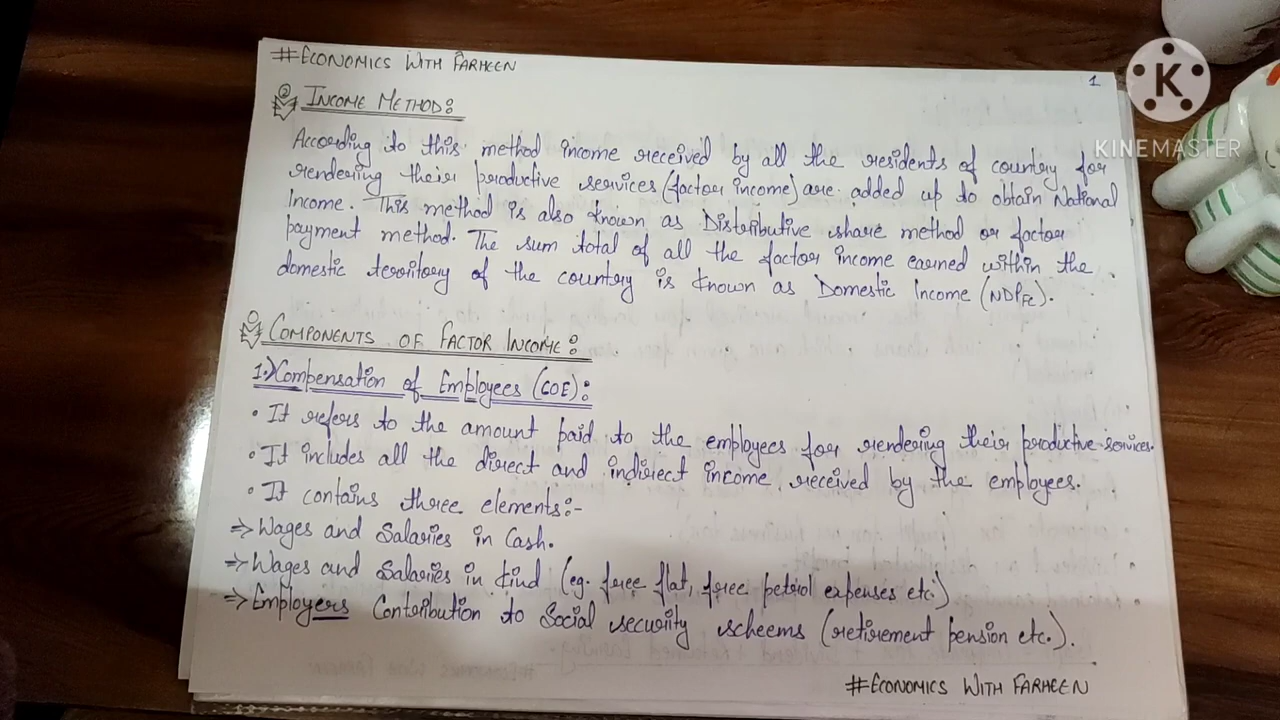 #ECONOMICS WITH FARHEEN
1
K
KINEMASTER
② INCOME METHOD:
According to this method income received by all the residents of country for
rendering their productive services (factor income) are added up to obtain National
Income. This method is also known as Distributive share method or factor
payment method. The sum total of all the factor income earned within the
domestic territory of the country is known as Domestic Income (NDPFC).
COMPONENTS OF FACTOR INCOME:
1.) Compensation of Employees (COE):
• It refers to the amount paid to the employees for rendering their productive services.
• It includes all the direct and indirect income received by the employees.
• It contains three elements:-
⇒ Wages and Salaries in Cash.
⇒ Wages and Salaries in kind (eg. free flat, free petrol expenses etc.)
⇒ Employers Contribution to Social security scheems (retirement pension etc.).
#ECONOMICS WITH FARHEEN